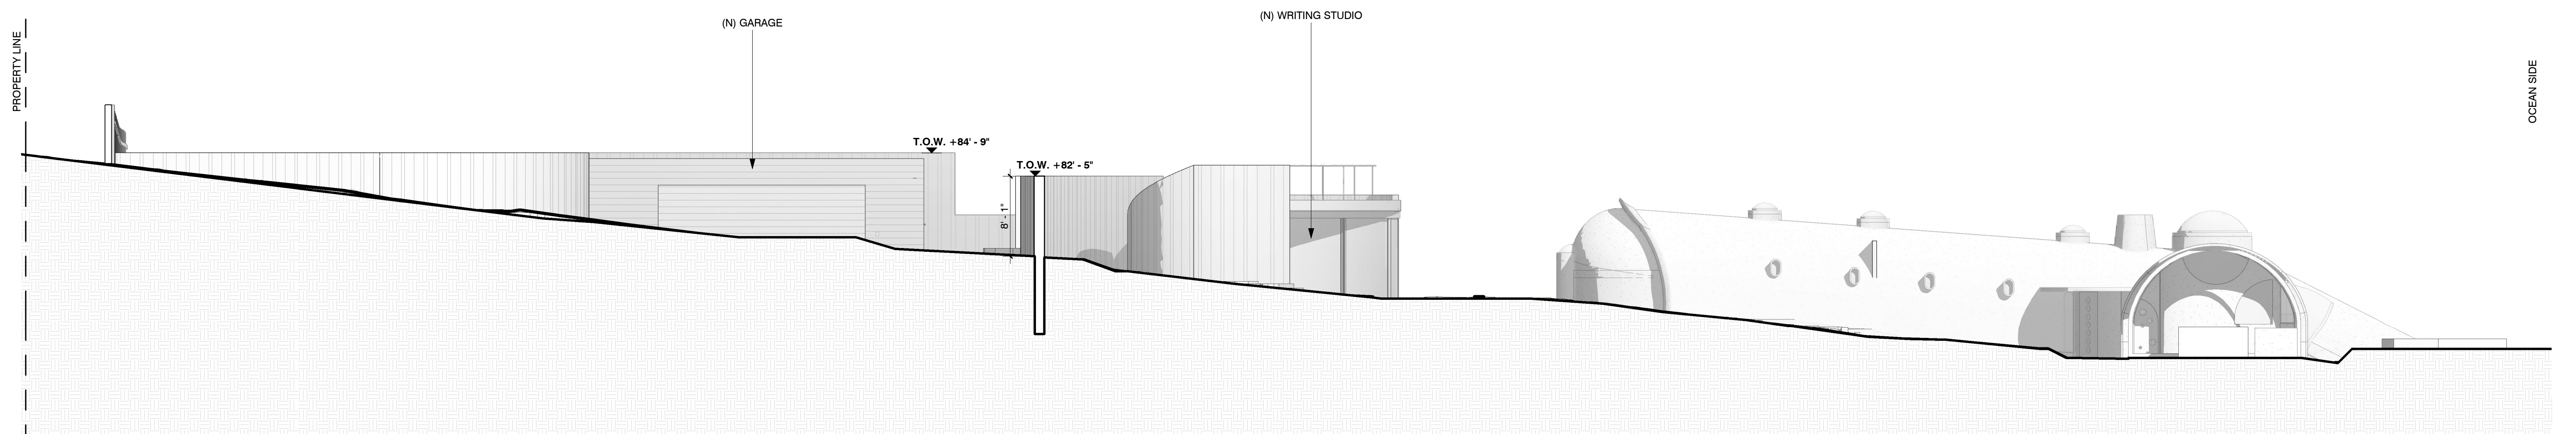 PROPERTY LINE
(N) GARAGE
(N) WRITING STUDIO
OCEAN SIDE
T.O.W. +84' - 9"
T.O.W. +82' - 5"
8' - 1"